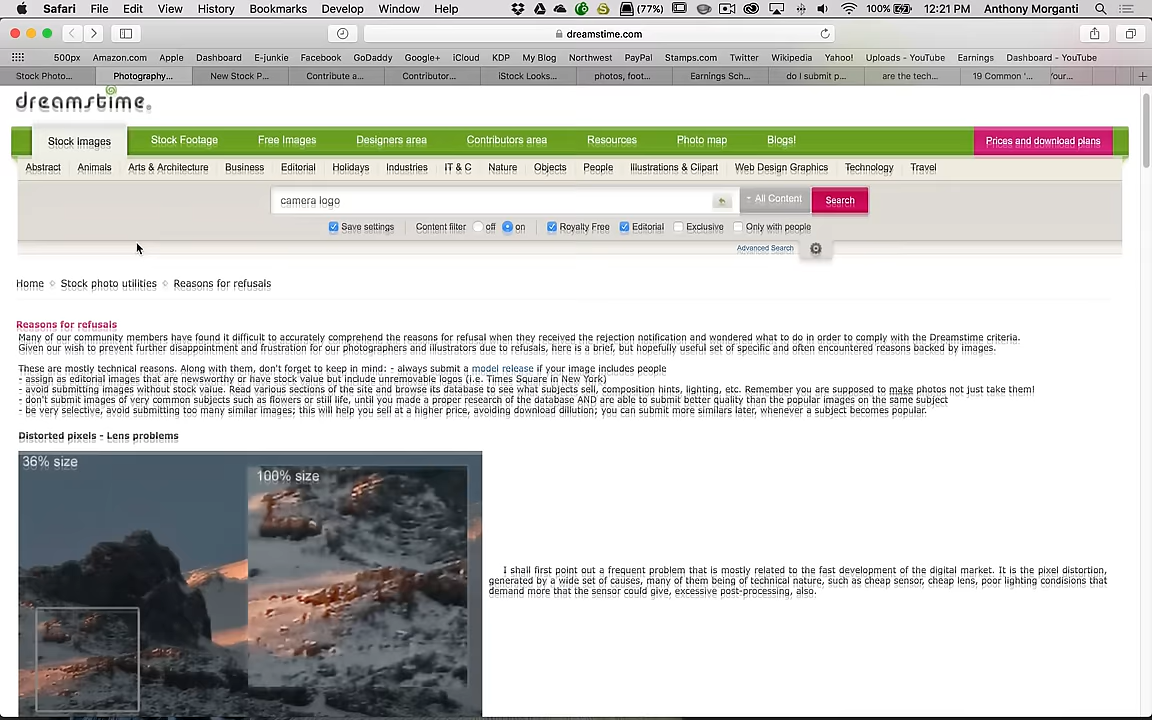 Safari File Edit View History Bookmarks Develop Window Help (77%) 100% 12:21 PM Anthony Morganti
dreamstime.com
500px Amazon.com Apple Dashboard E-junkie Facebook GoDaddy Google+ iCloud KDP My Blog Northwest PayPal Stamps.com Twitter Wikipedia Yahoo! Uploads - YouTube Earnings Dashboard - YouTube
Stock Photo... Photography... New Stock P... Contribute a... Contributor... iStock Looks... photos, foot... Earnings Sch... do I submit p... are the tech... 19 Common '... Your...
dreamstime.
Stock Images Stock Footage Free Images Designers area Contributors area Resources Photo map Blogs! Prices and download plans
Abstract Animals Arts & Architecture Business Editorial Holidays Industries IT & C Nature Objects People Illustrations & Clipart Web Design Graphics Technology Travel
camera logo All Content Search
Save settings Content filter off on Royalty Free Editorial Exclusive Only with people
Advanced Search
Home Stock photo utilities Reasons for refusals
Reasons for refusals
Many of our community members have found it difficult to accurately comprehend the reasons for refusal when they received the rejection notification and wondered what to do in order to comply with the Dreamstime criteria.
Given our wish to prevent further disappointment and frustration for our photographers and illustrators due to refusals, here is a brief, but hopefully useful set of specific and often encountered reasons backed by images.
These are mostly technical reasons. Along with them, don't forget to keep in mind: - always submit a model release if your image includes people
- assign as editorial images that are newsworthy or have stock value but include unremovable logos (i.e. Times Square in New York)
- avoid submitting images without stock value. Read various sections of the site and browse its database to see what subjects sell, composition hints, lighting, etc. Remember you are supposed to make photos not just take them!
- don't submit images of very common subjects such as flowers or still life, until you made a proper research of the database AND are able to submit better quality than the popular images on the same subject
- be very selective, avoid submitting too many similar images; this will help you sell at a higher price, avoiding download dillution; you can submit more similars later, whenever a subject becomes popular.
Distorted pixels - Lens problems
36% size
100% size
I shall first point out a frequent problem that is mostly related to the fast development of the digital market. It is the pixel distortion,
generated by a wide set of causes, many of them being of technical nature, such as cheap sensor, cheap lens, poor lighting condisions that
demand more that the sensor could give, excessive post-processing, also.